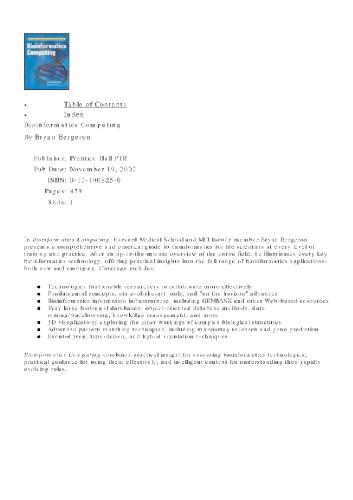 Bioinformatics
Computing
• Table of Contents
• Index
Bioinformatics Computing
By Bryan Bergeron
Publisher: Prentice Hall PTR
Pub Date: November 19, 2002
ISBN: 0-13-100825-0
Pages: 439
Slots: 1
In Bioinformatics Computing, Harvard Medical School and MIT faculty member Bryan Bergeron
presents a comprehensive and practical guide to bioinformatics for life scientists at every level of
training and practice. After an up-to-the-minute overview of the entire field, he illuminates every key
bioinformatics technology, offering practical insights into the full range of bioinformatics applications-
both new and emerging. Coverage includes:
● Technologies that enable researchers to collaborate more effectively
● Fundamental concepts, state-of-the-art tools, and "on the horizon" advances
● Bioinformatics information infrastructure, including GENBANK and other Web-based resources
● Very large biological databases: object-oriented database methods, data
mining/warehousing, knowledge management, and more
● 3D visualization: exploring the inner workings of complex biological structures
● Advanced pattern matching techniques, including microarray research and gene prediction
● Event-driven, time-driven, and hybrid simulation techniques
Bioinformatics Computing combines practical insight for assessing bioinformatics technologies,
practical guidance for using them effectively, and intelligent context for understanding their rapidly
evolving roles.